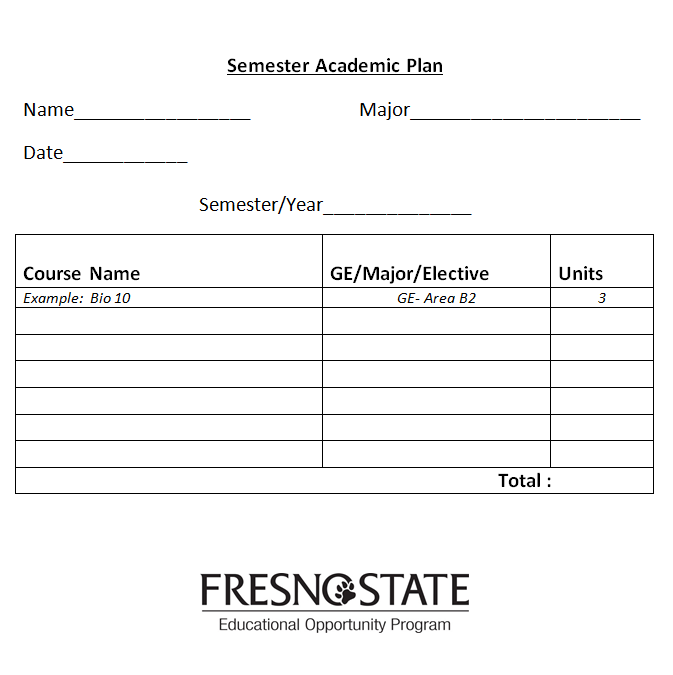 Semester Academic Plan
Name_________________ Major______________________
Date____________
Semester/Year______________
Course Name GE/Major/Elective Units
Example: Bio 10 GE- Area B2 3
Total :
FRESNO STATE
Educational Opportunity Program